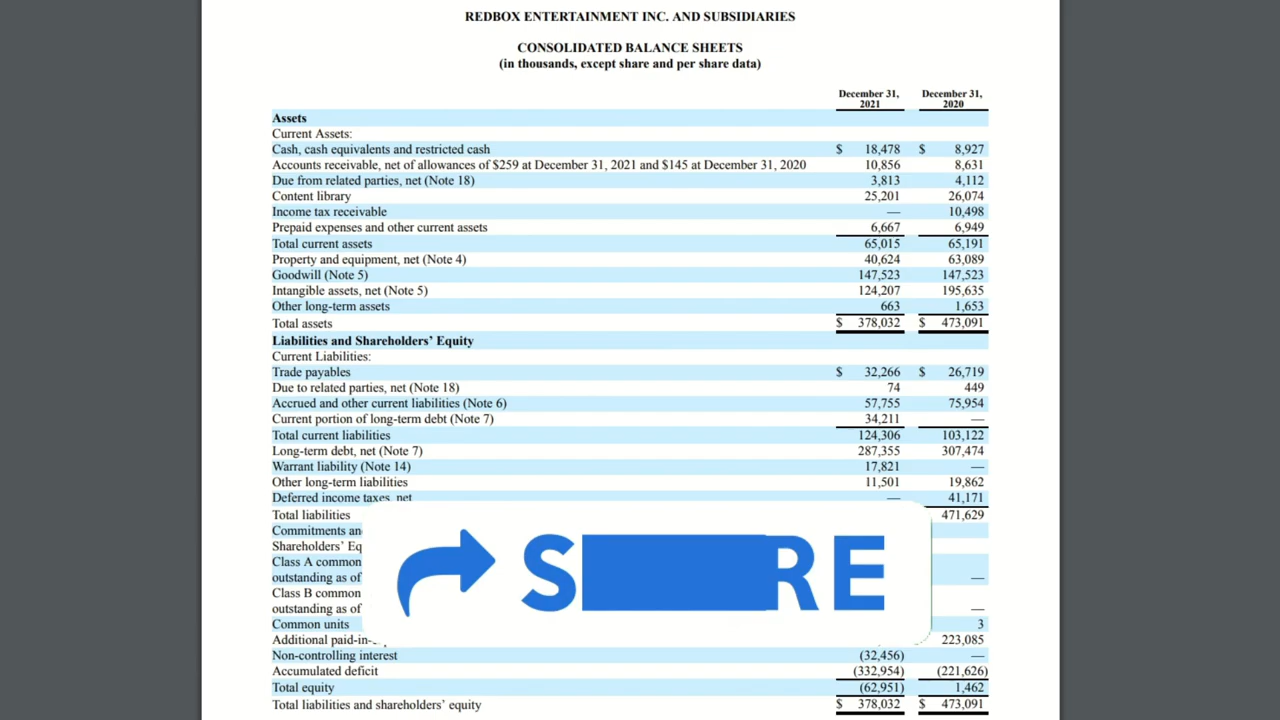 REDBOX ENTERTAINMENT INC. AND SUBSIDIARIES
CONSOLIDATED BALANCE SHEETS
(in thousands, except share and per share data)
December 31, 2021 December 31, 2020
Assets
Current Assets:
Cash, cash equivalents and restricted cash $ 18,478 $ 8,927
Accounts receivable, net of allowances of $259 at December 31, 2021 and $145 at December 31, 2020 10,856 8,631
Due from related parties, net (Note 18) 3,813 4,112
Content library 25,201 26,074
Income tax receivable — 10,498
Prepaid expenses and other current assets 6,667 6,949
Total current assets 65,015 65,191
Property and equipment, net (Note 4) 40,624 63,089
Goodwill (Note 5) 147,523 147,523
Intangible assets, net (Note 5) 124,207 195,635
Other long-term assets 663 1,653
Total assets $ 378,032 $ 473,091
Liabilities and Shareholders’ Equity
Current Liabilities:
Trade payables $ 32,266 $ 26,719
Due to related parties, net (Note 18) 74 449
Accrued and other current liabilities (Note 6) 57,755 75,954
Current portion of long-term debt (Note 7) 34,211 —
Total current liabilities 124,306 103,122
Long-term debt, net (Note 7) 287,355 307,474
Warrant liability (Note 14) 17,821 —
Other long-term liabilities 11,501 19,862
Deferred income taxes, net — 41,171
Total liabilities 471,629
Commitments
Shareholders’
Class A common —
outstanding as of
Class B common
outstanding as of —
Common units 3
Additional 223,085
Non-controlling interest (32,456) —
Accumulated deficit (332,954) (221,626)
Total equity (62,951) 1,462
Total liabilities and shareholders’ equity $ 378,032 $ 473,091